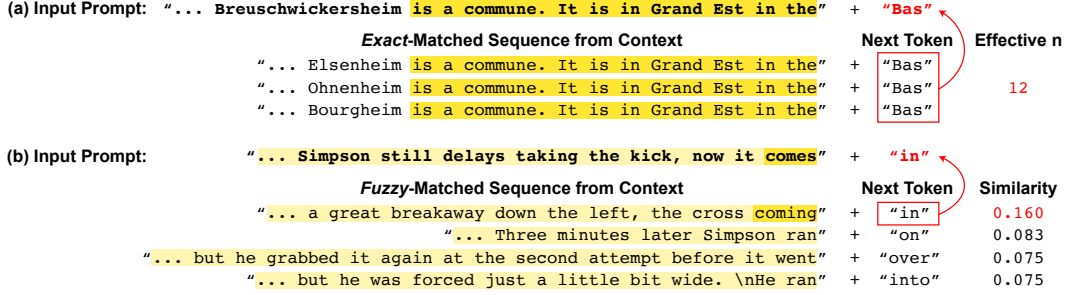 (a) Input Prompt: "... Breuschwickersheim is a commune. It is in Grand Est in the" + "Bas"
Exact-Matched Sequence from Context Next Token Effective n
"... Elsenheim is a commune. It is in Grand Est in the" + "Bas"
"... Ohnenheim is a commune. It is in Grand Est in the" + "Bas" 12
"... Bourgheim is a commune. It is in Grand Est in the" + "Bas"
(b) Input Prompt: "... Simpson still delays taking the kick, now it comes" + "in"
Fuzzy-Matched Sequence from Context Next Token Similarity
"... a great breakaway down the left, the cross coming" + "in" 0.160
"... Three minutes later Simpson ran" + "on" 0.083
"... but he grabbed it again at the second attempt before it went" + "over" 0.075
"... but he was forced just a little bit wide. \nHe ran" + "into" 0.075